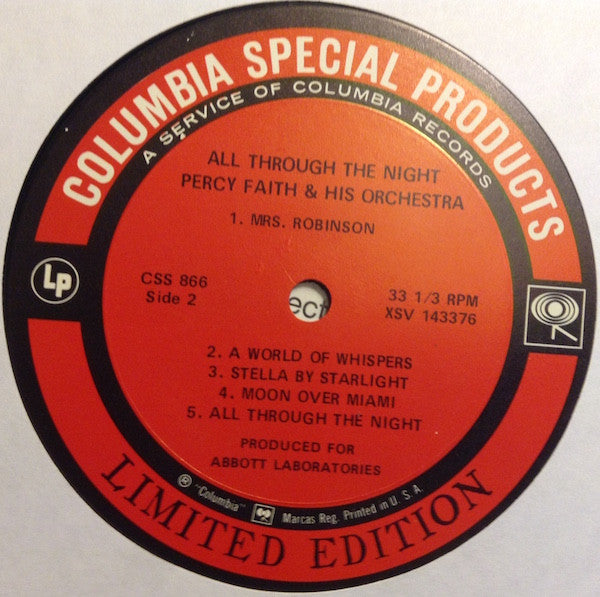 COLUMBIA SPECIAL PRODUCTS
A SERVICE OF COLUMBIA RECORDS
ALL THROUGH THE NIGHT
PERCY FAITH & HIS ORCHESTRA
1. MRS. ROBINSON
Lp
CSS 866
Side 2
ect
33 1/3 RPM
XSV 143376
2. A WORLD OF WHISPERS
3. STELLA BY STARLIGHT
4. MOON OVER MIAMI
5. ALL THROUGH THE NIGHT
PRODUCED FOR
ABBOTT LABORATORIES
® "Columbia" Marcas Reg. Printed in U. S. A.
LIMITED EDITION